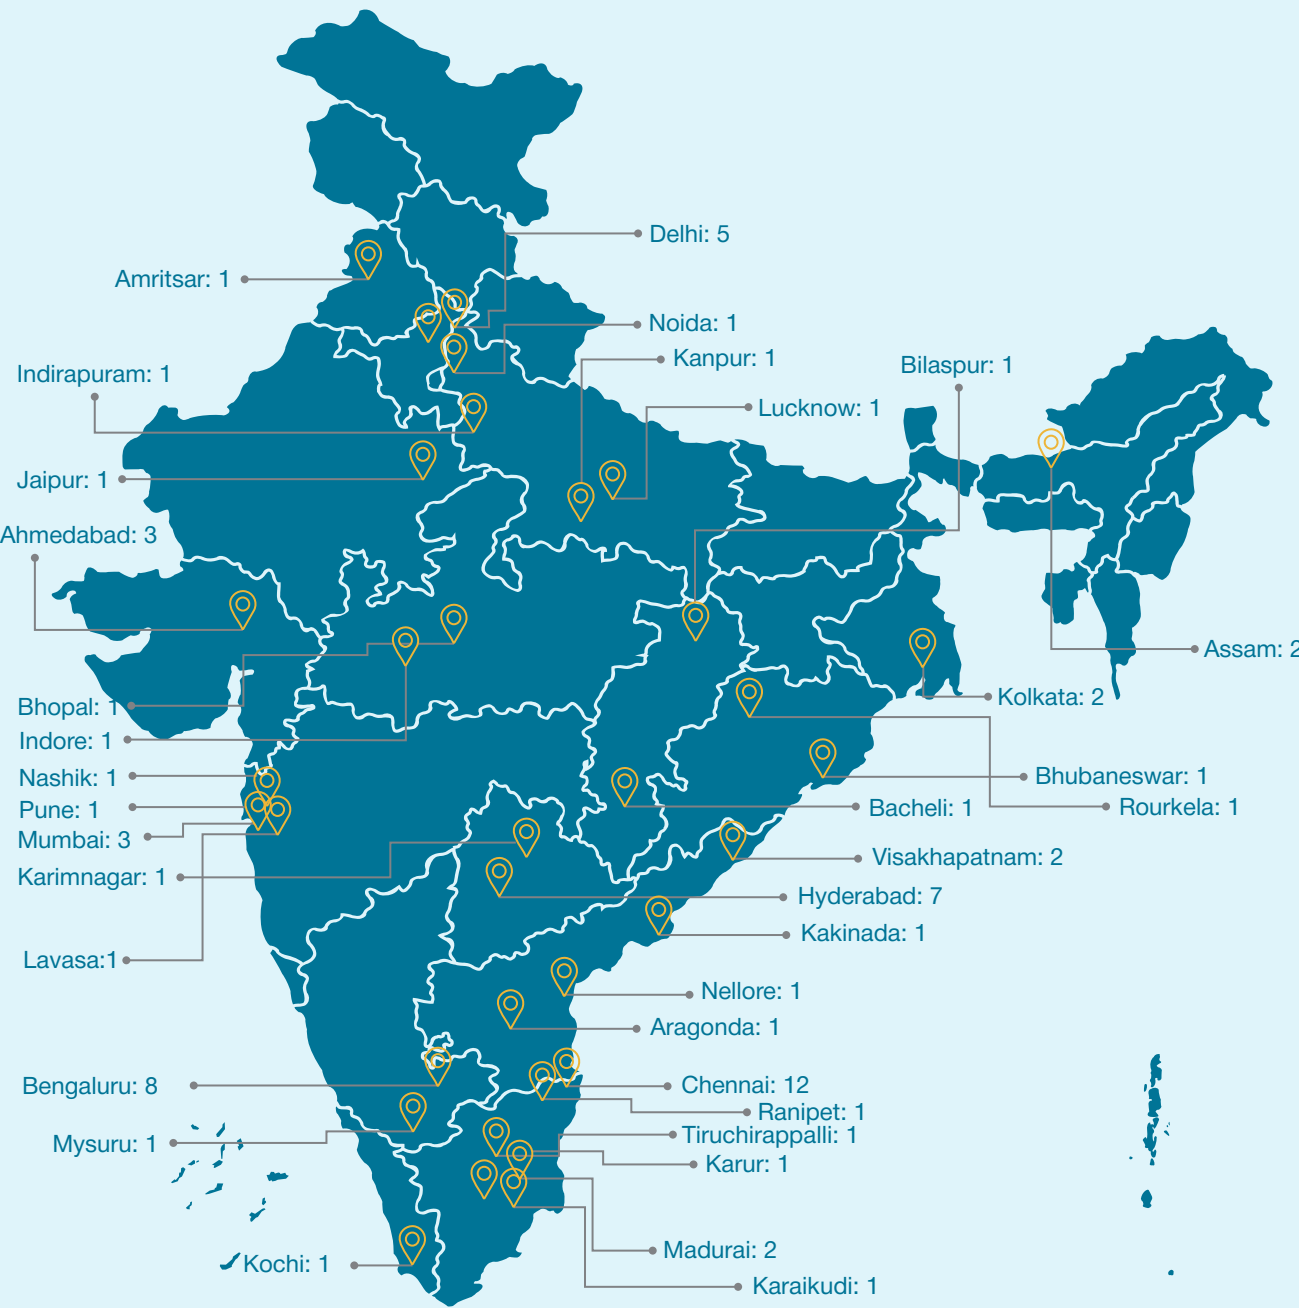 Delhi: 5
Amritsar: 1
Noida: 1
Kanpur: 1
Bilaspur: 1
Indirapuram: 1
Lucknow: 1
Jaipur: 1
Ahmedabad: 3
Assam: 2
Kolkata: 2
Bhopal: 1
Indore: 1
Nashik: 1
Bhubaneswar: 1
Pune: 1
Bacheli: 1
Rourkela: 1
Mumbai: 3
Visakhapatnam: 2
Karimnagar: 1
Hyderabad: 7
Kakinada: 1
Lavasa:1
Nellore: 1
Aragonda: 1
Bengaluru: 8
Chennai: 12
Ranipet: 1
Tiruchirappalli: 1
Mysuru: 1
Karur: 1
Madurai: 2
Kochi: 1
Karaikudi: 1